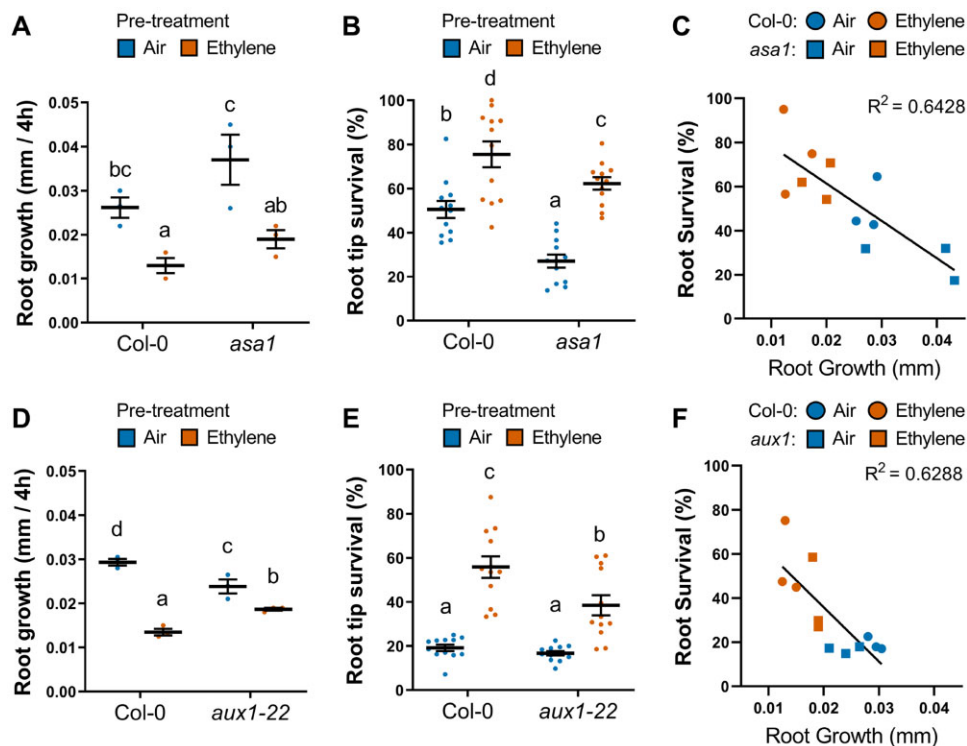 A
Pre-treatment
Air Ethylene
Root growth (mm / 4h)
0.05
0.04
0.03
0.02
0.01
0.00
bc
a
c
ab
Col-0 asa1
B
Pre-treatment
Air Ethylene
Root tip survival (%)
100
80
60
40
20
0
b
d
a
c
Col-0 asa1
C
Col-0: Air Ethylene
asa1: Air Ethylene
R² = 0.6428
Root Survival (%)
100
80
60
40
20
0
0.01 0.02 0.03 0.04
Root Growth (mm)
D
Pre-treatment
Air Ethylene
Root growth (mm / 4h)
0.05
0.04
0.03
0.02
0.01
0.00
d
a
c
b
Col-0 aux1-22
E
Pre-treatment
Air Ethylene
Root tip survival (%)
100
80
60
40
20
0
a
c
a
b
Col-0 aux1-22
F
Col-0: Air Ethylene
aux1: Air Ethylene
R² = 0.6288
Root Survival (%)
100
80
60
40
20
0
0.01 0.02 0.03 0.04
Root Growth (mm)